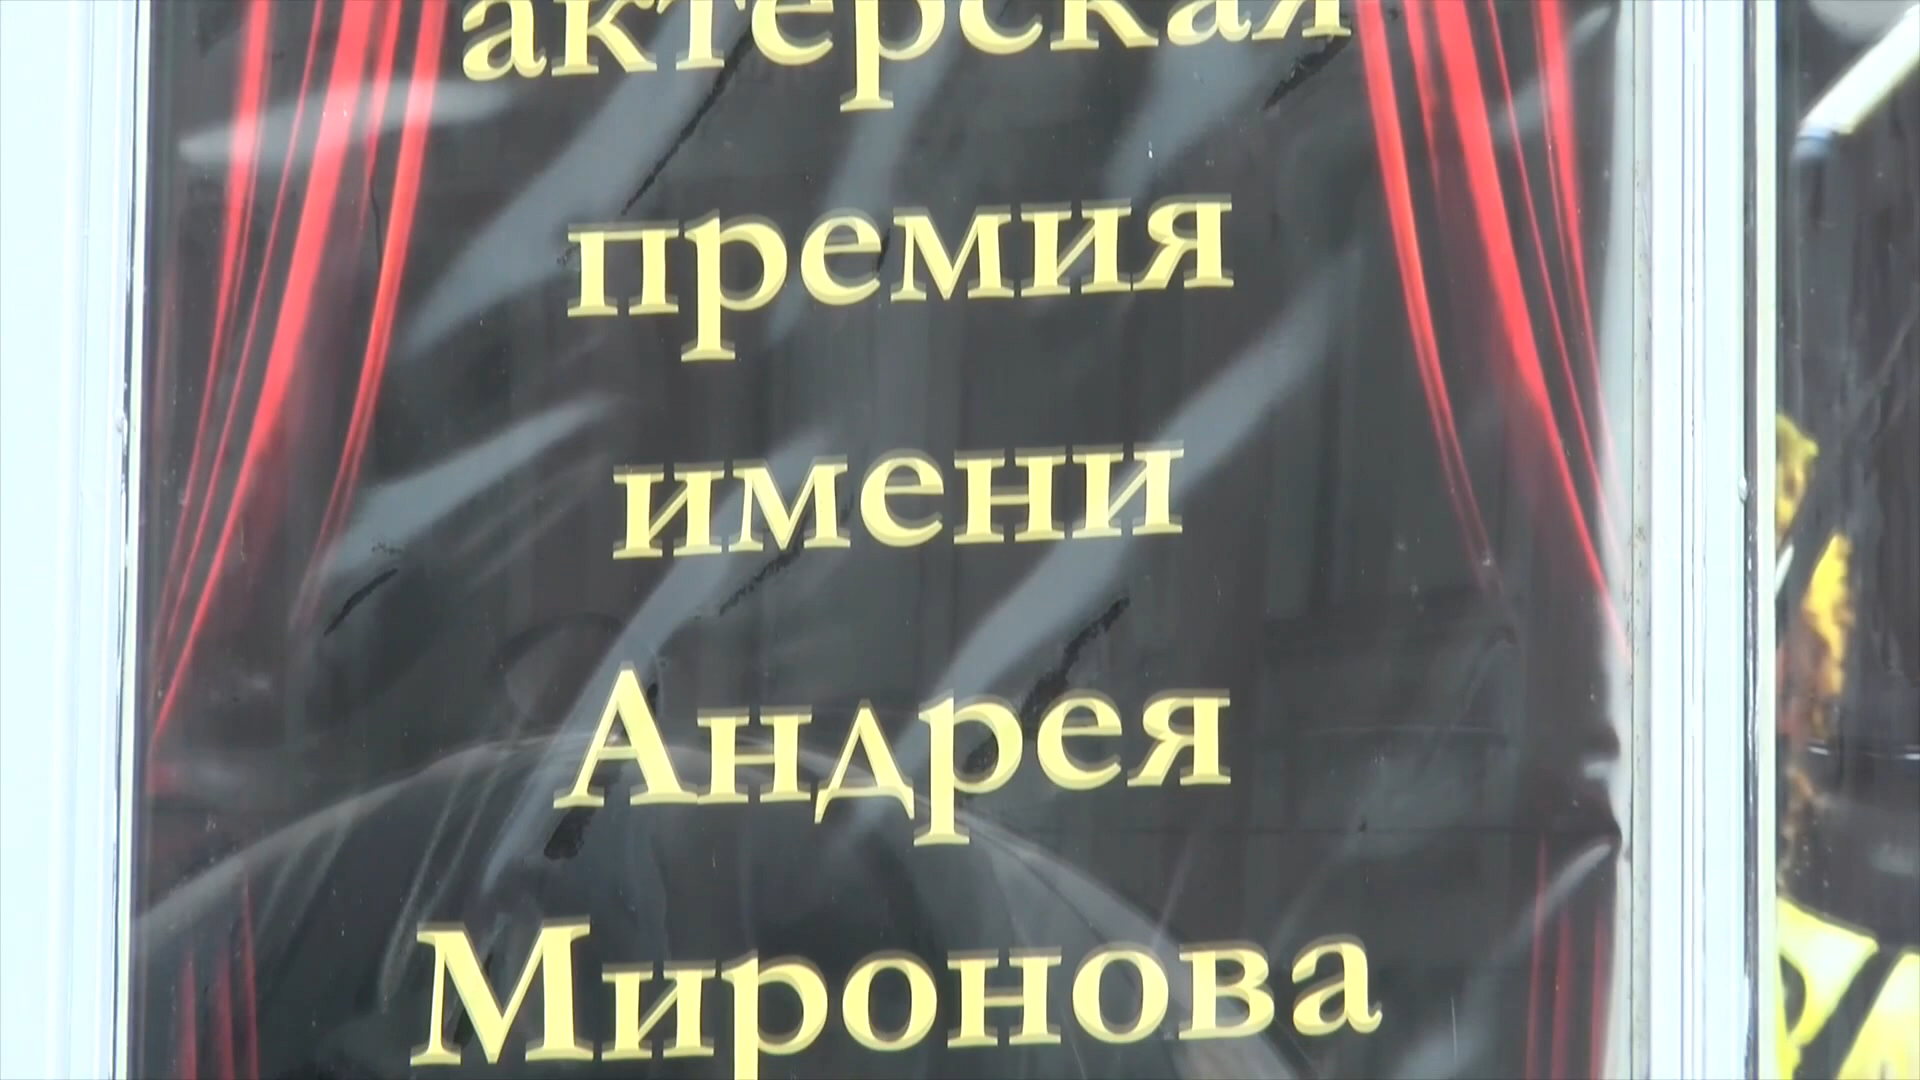 актерская
премия
имени
Андрея
Миронова